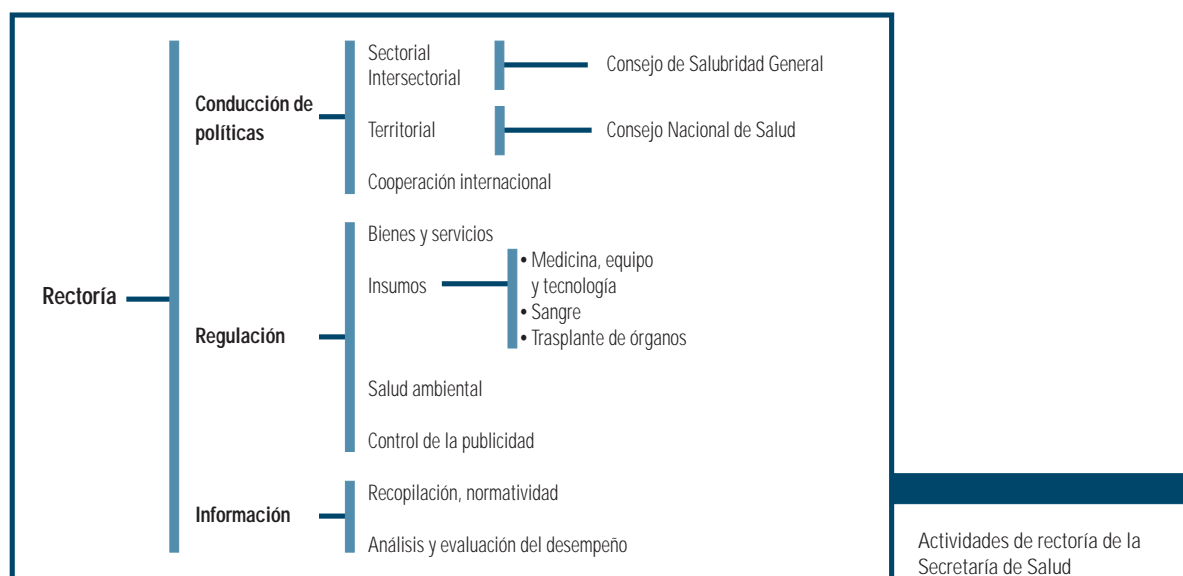 Rectoría
Conducción de
políticas
Sectorial
Intersectorial
Consejo de Salubridad General
Territorial
Consejo Nacional de Salud
Cooperación internacional
Regulación
Bienes y servicios
Insumos
• Medicina, equipo
y tecnología
• Sangre
• Trasplante de órganos
Salud ambiental
Control de la publicidad
Información
Recopilación, normatividad
Análisis y evaluación del desempeño
Actividades de rectoría de la
Secretaría de Salud